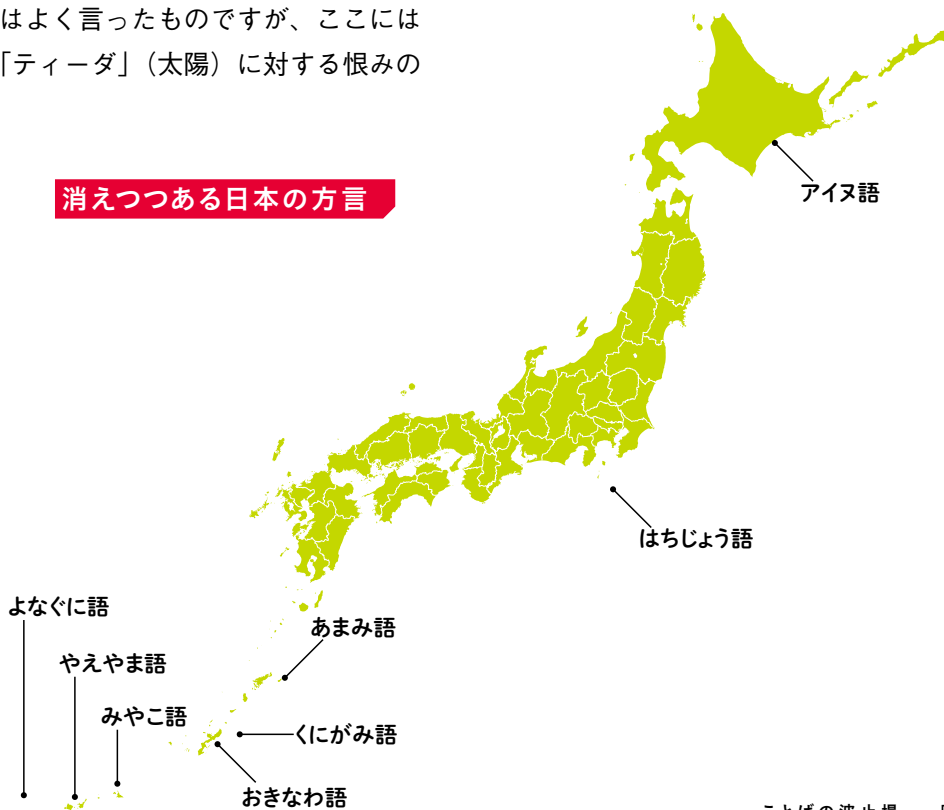 はよく言ったものですが、ここには
「ティーダ」（太陽）に対する恨みの
消えつつある日本の方言
アイヌ語
はちじょう語
よなぐに語
あまみ語
やえやま語
みやこ語
くにがみ語
おきなわ語